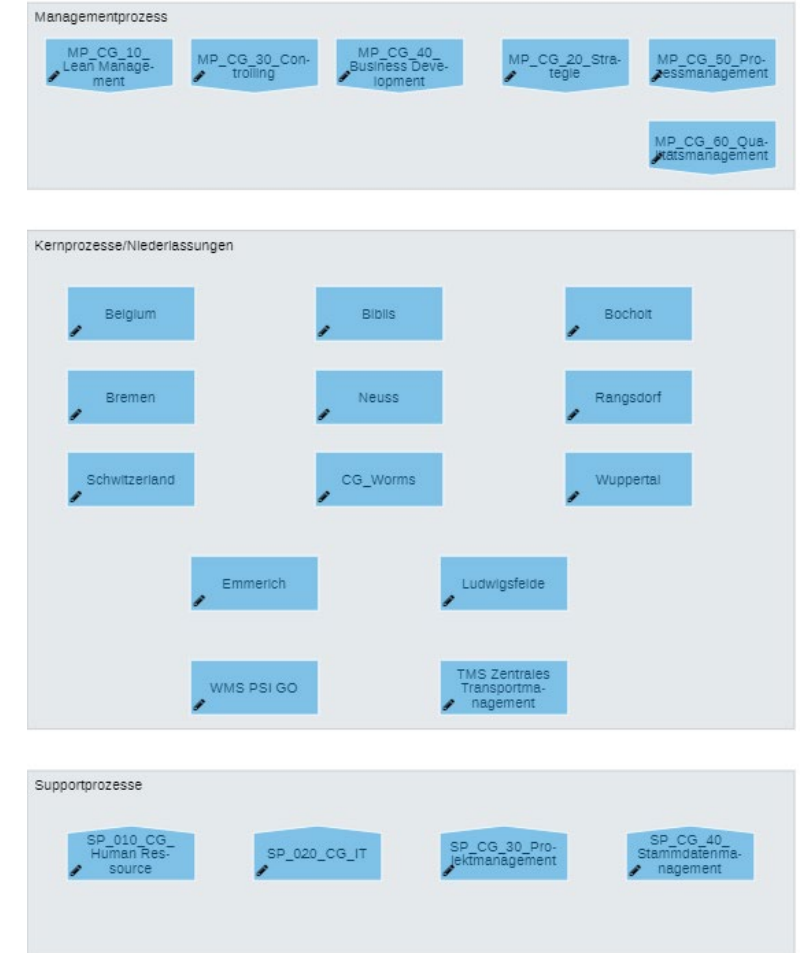 Managementprozess
MP_CG_10_
Lean Manage-
ment
MP_CG_30_Con-
trolling
MP_CG_40_
Business Deve-
lopment
MP_CG_20_Stra-
tegie
MP_CG_50_Pro-
zessmanagement
MP_CG_60_Qua-
litätsmanagement
Kernprozesse/Niederlassungen
Belgium
Biblis
Bocholt
Bremen
Neuss
Rangsdorf
Schwitzerland
CG_Worms
Wuppertal
Emmerich
Ludwigsfelde
WMS PSI GO
TMS Zentrales
Transportma-
nagement
Supportprozesse
SP_010_CG_
Human Res-
source
SP_020_CG_IT
SP_CG_30_Pro-
jektmanagement
SP_CG_40_
Stammdatenma-
nagement